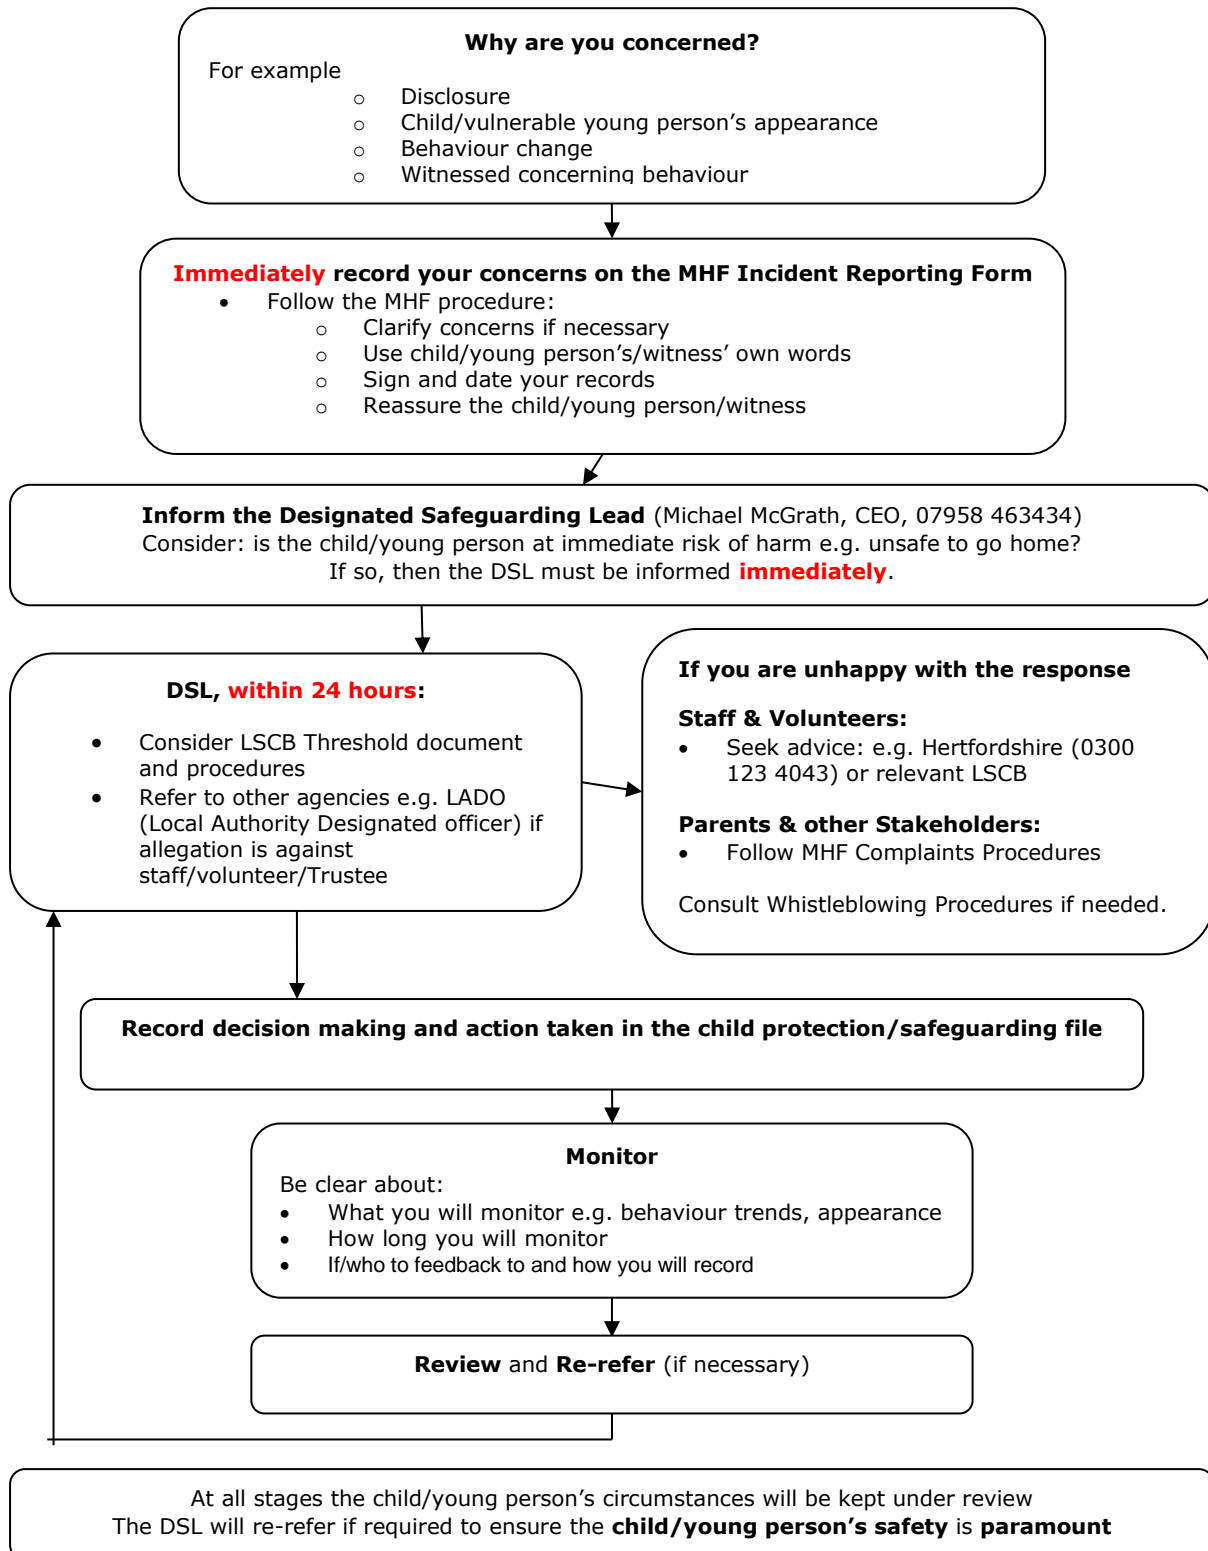 Why are you concerned?
For example
o Disclosure
o Child/vulnerable young person's appearance
o Behaviour change
o Witnessed concerning behaviour
Immediately record your concerns on the MHF Incident Reporting Form
• Follow the MHF procedure:
o Clarify concerns if necessary
o Use child/young person's/witness' own words
o Sign and date your records
o Reassure the child/young person/witness
Inform the Designated Safeguarding Lead (Michael McGrath, CEO, 07958 463434)
Consider: is the child/young person at immediate risk of harm e.g. unsafe to go home?
If so, then the DSL must be informed immediately.
DSL, within 24 hours:
• Consider LSCB Threshold document
and procedures
• Refer to other agencies e.g. LADO
(Local Authority Designated officer) if
allegation is against
staff/volunteer/Trustee
If you are unhappy with the response
Staff & Volunteers:
• Seek advice: e.g. Hertfordshire (0300
123 4043) or relevant LSCB
Parents & other Stakeholders:
• Follow MHF Complaints Procedures
Consult Whistleblowing Procedures if needed.
Record decision making and action taken in the child protection/safeguarding file
Monitor
Be clear about:
• What you will monitor e.g. behaviour trends, appearance
• How long you will monitor
• If/who to feedback to and how you will record
Review and Re-refer (if necessary)
At all stages the child/young person's circumstances will be kept under review
The DSL will re-refer if required to ensure the child/young person's safety is paramount